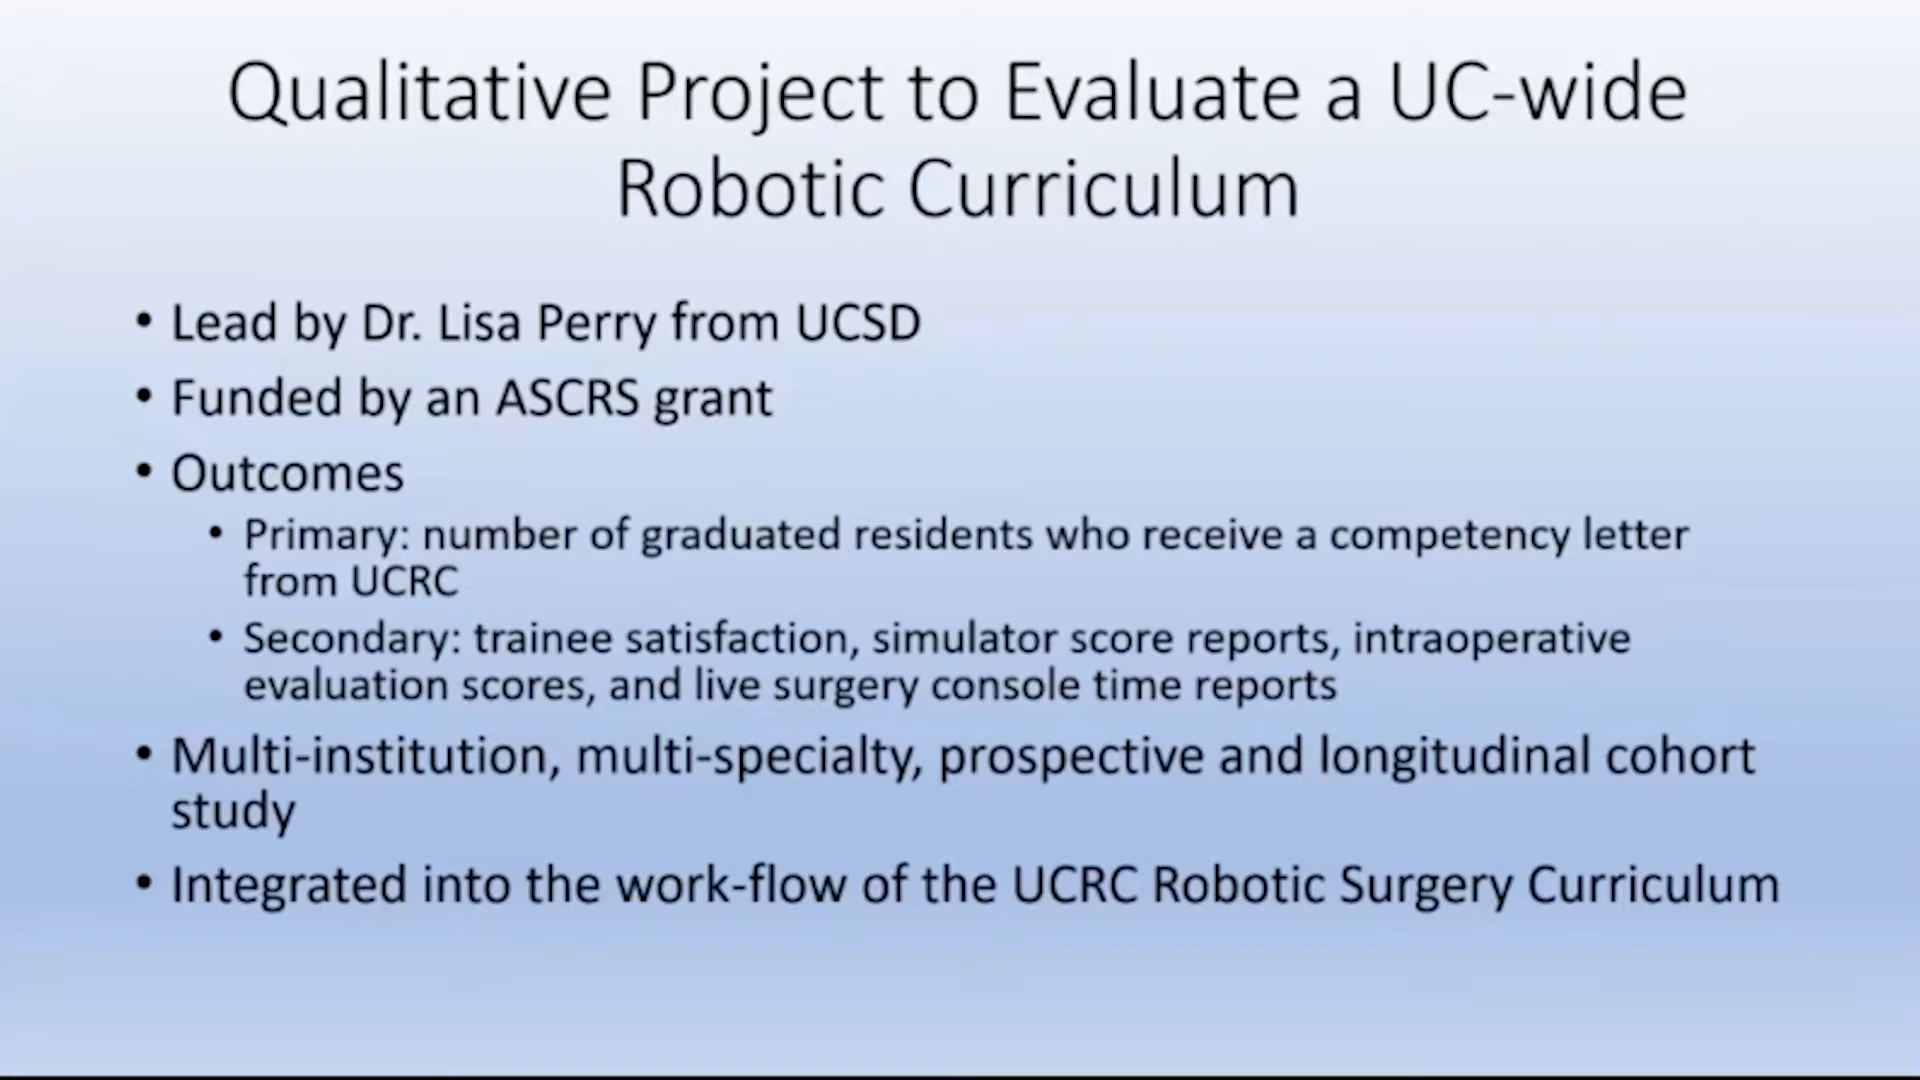 Qualitative Project to Evaluate a UC-wide
Robotic Curriculum
• Lead by Dr. Lisa Perry from UCSD
• Funded by an ASCRS grant
• Outcomes
• Primary: number of graduated residents who receive a competency letter
from UCRC
• Secondary: trainee satisfaction, simulator score reports, intraoperative
evaluation scores, and live surgery console time reports
• Multi-institution, multi-specialty, prospective and longitudinal cohort
study
• Integrated into the work-flow of the UCRC Robotic Surgery Curriculum